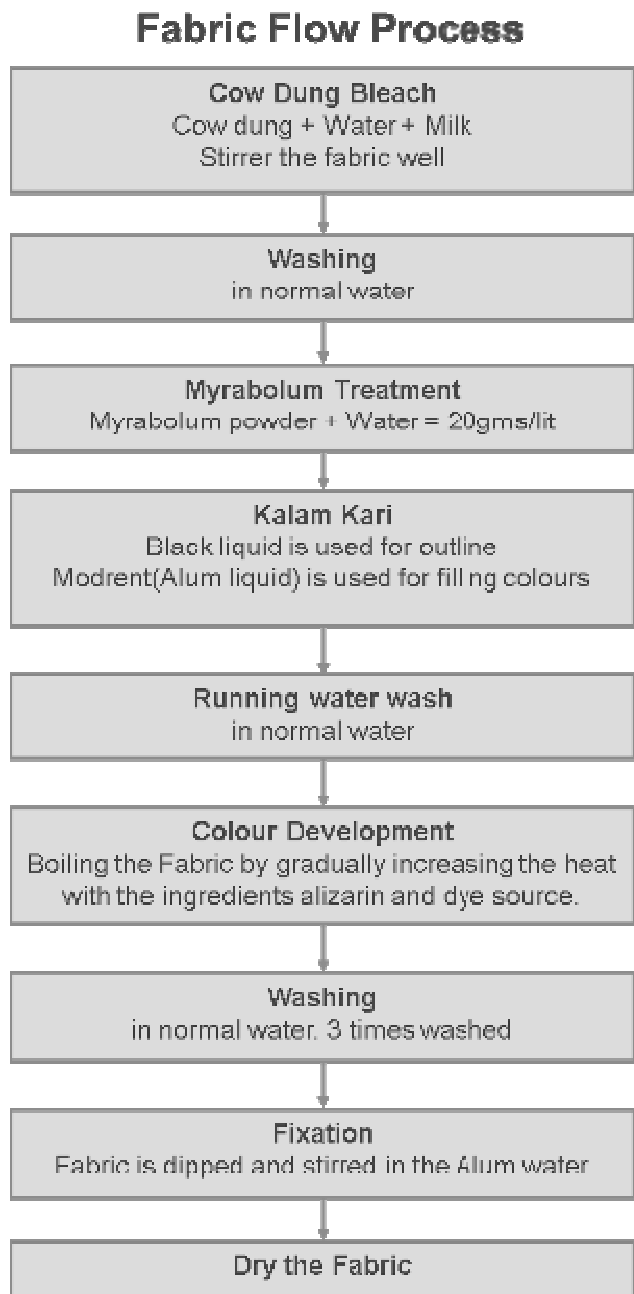 Fabric Flow Process
Cow Dung Bleach
Cow dung + Water + Milk
Stirrer the fabric well
Washing
in normal water
Myrabolum Treatment
Myrabolum powder + Water = 20gms/lit
Kalam Kari
Black liquid is used for outline
Modrent(Alum liquid) is used for filling colours
Running water wash
in normal water
Colour Development
Boiling the Fabric by gradually increasing the heat
with the ingredients alizarin and dye source.
Washing
in normal water. 3 times washed
Fixation
Fabric is dipped and stirred in the Alum water
Dry the Fabric